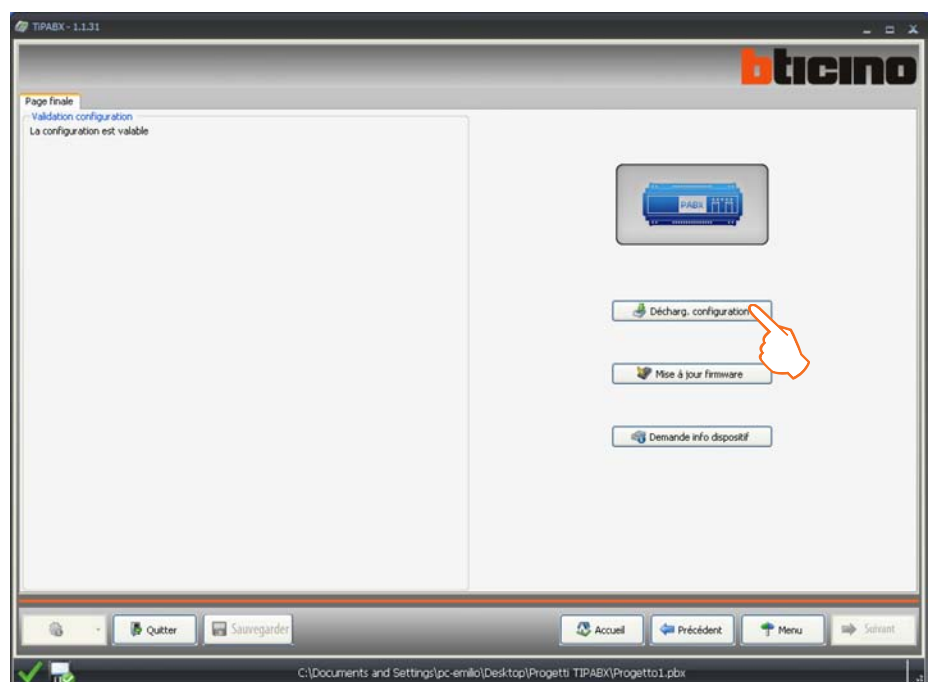 TiPABX - 1.1.31
bticino
Page finale
Validation configuration
La configuration est valable
PABX
Décharg. configuration
Mise à jour firmware
Demande info dispositif
Quitter
Sauvegarder
Accueil
Précédent
Menu
Suivant
C:\Documents and Settings\pc-emilio\Desktop\Progetti TIPABX\Progetto1.pbx